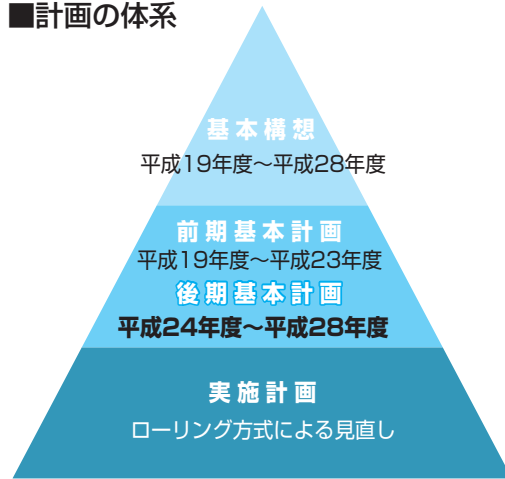 ■計画の体系
基本構想
平成19年度～平成28年度
前期基本計画
平成19年度～平成23年度
後期基本計画
平成24年度～平成28年度
実施計画
ローリング方式による見直し